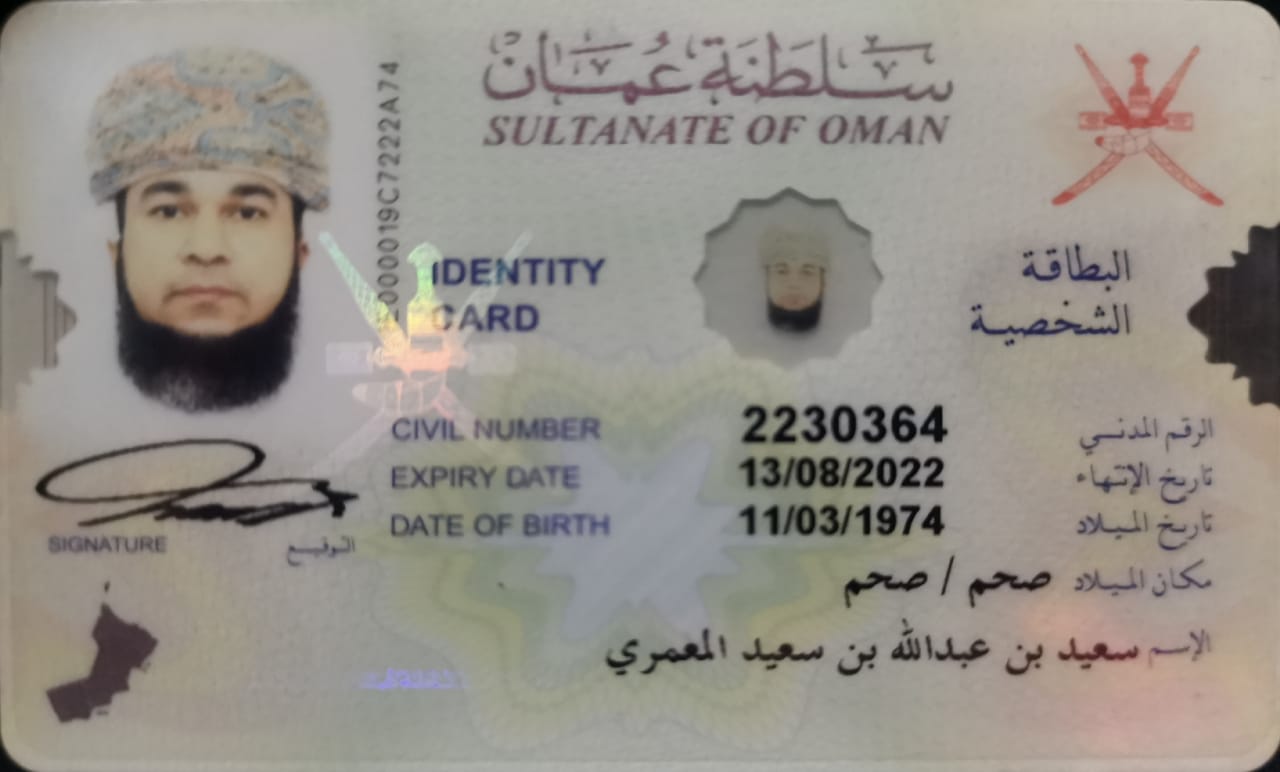 سلطنة عمان
SULTANATE OF OMAN
IDENTITY CARD
البطاقة الشخصية
CIVIL NUMBER 2230364 الرقم المدني
EXPIRY DATE 13/08/2022 تاريخ الإنتهاء
DATE OF BIRTH 11/03/1974 تاريخ الميلاد
مكان الميلاد صحم / صحم
الإسم سعيد بن عبدالله بن سعيد المعمري
SIGNATURE التوقيع